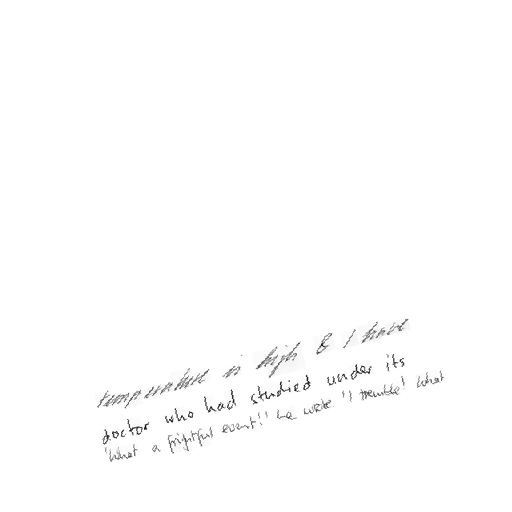 temperature is high & I have
doctor who had studied under its
'What a frightful event!' he wrote. 'I tremble! What